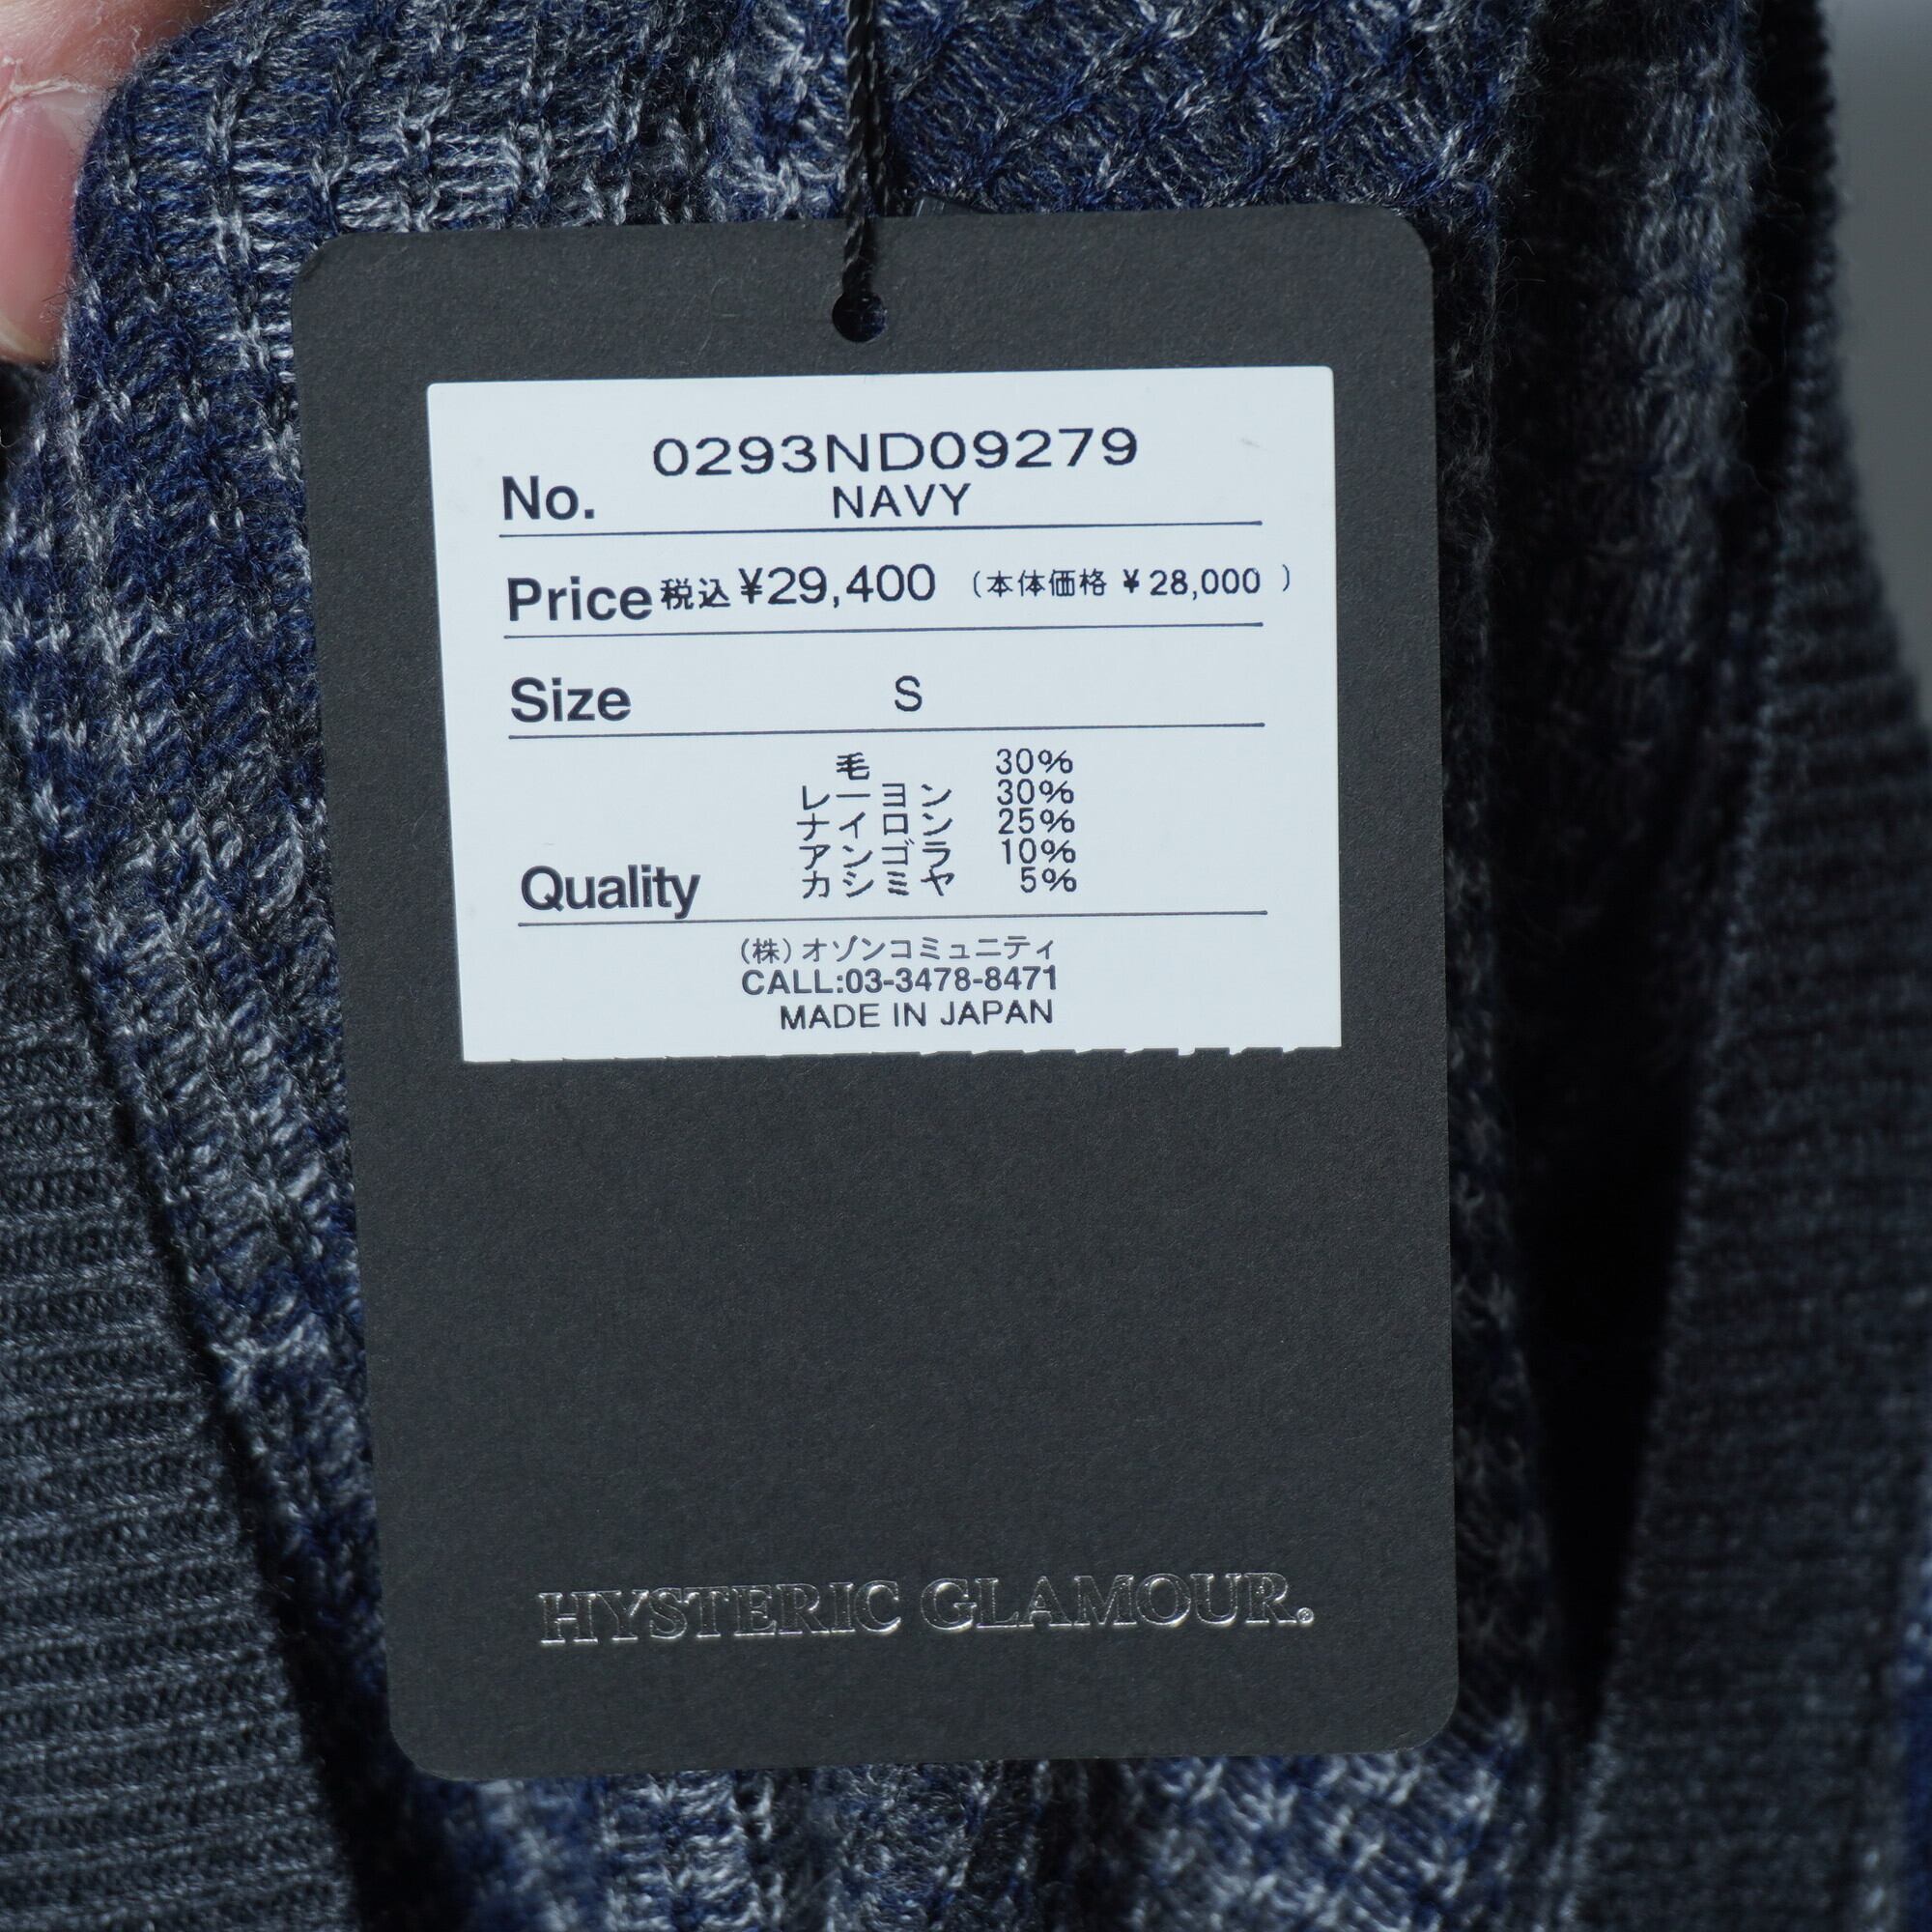 0293ND09279
No. NAVY
Price 税込 ¥29,400 (本体価格 ¥28,000 )
Size S
毛 30%
レーヨン 30%
ナイロン 25%
アンゴラ 10%
Quality カシミヤ 5%
(株)オゾンコミュニティ
CALL:03-3478-8471
MADE IN JAPAN
HYSTERIC GLAMOUR®